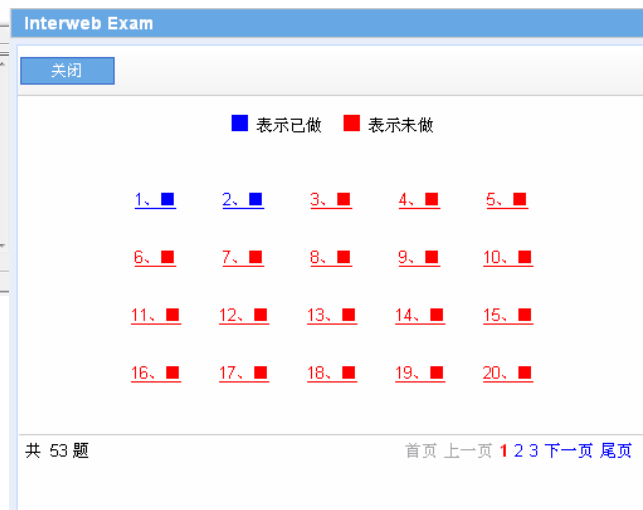 Interweb Exam
关闭
表示已做 表示未做
1、 2、 3、 4、 5、
6、 7、 8、 9、 10、
11、 12、 13、 14、 15、
16、 17、 18、 19、 20、
共 53 题 首页 上一页 1 2 3 下一页 尾页